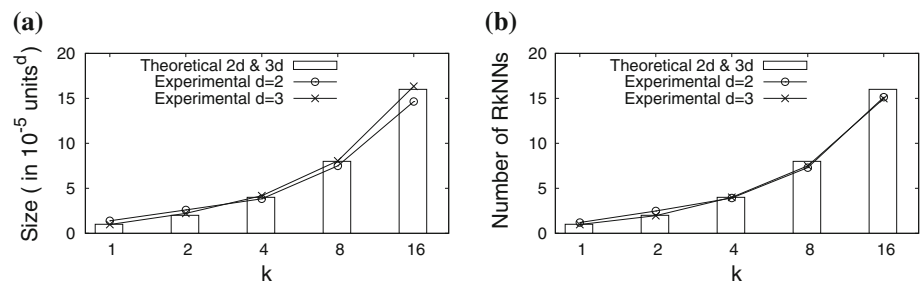 (a)
Size ( in 10^-5 units^d)
20
15
10
5
0
Theoretical 2d & 3d
Experimental d=2
Experimental d=3
1 2 4 8 16
k
(b)
Number of RkNNs
20
15
10
5
0
Theoretical 2d & 3d
Experimental d=2
Experimental d=3
1 2 4 8 16
k